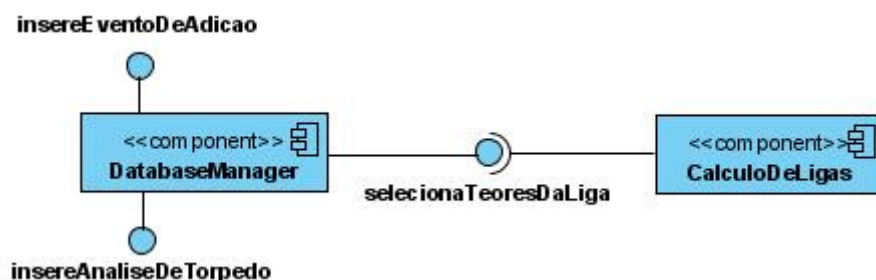 insereEventoDeAdicao
<<component>>
DatabaseManager
selecionaTeoresDaLiga
<<component>>
CalculoDeLigas
insereAnaliseDeTorpedo